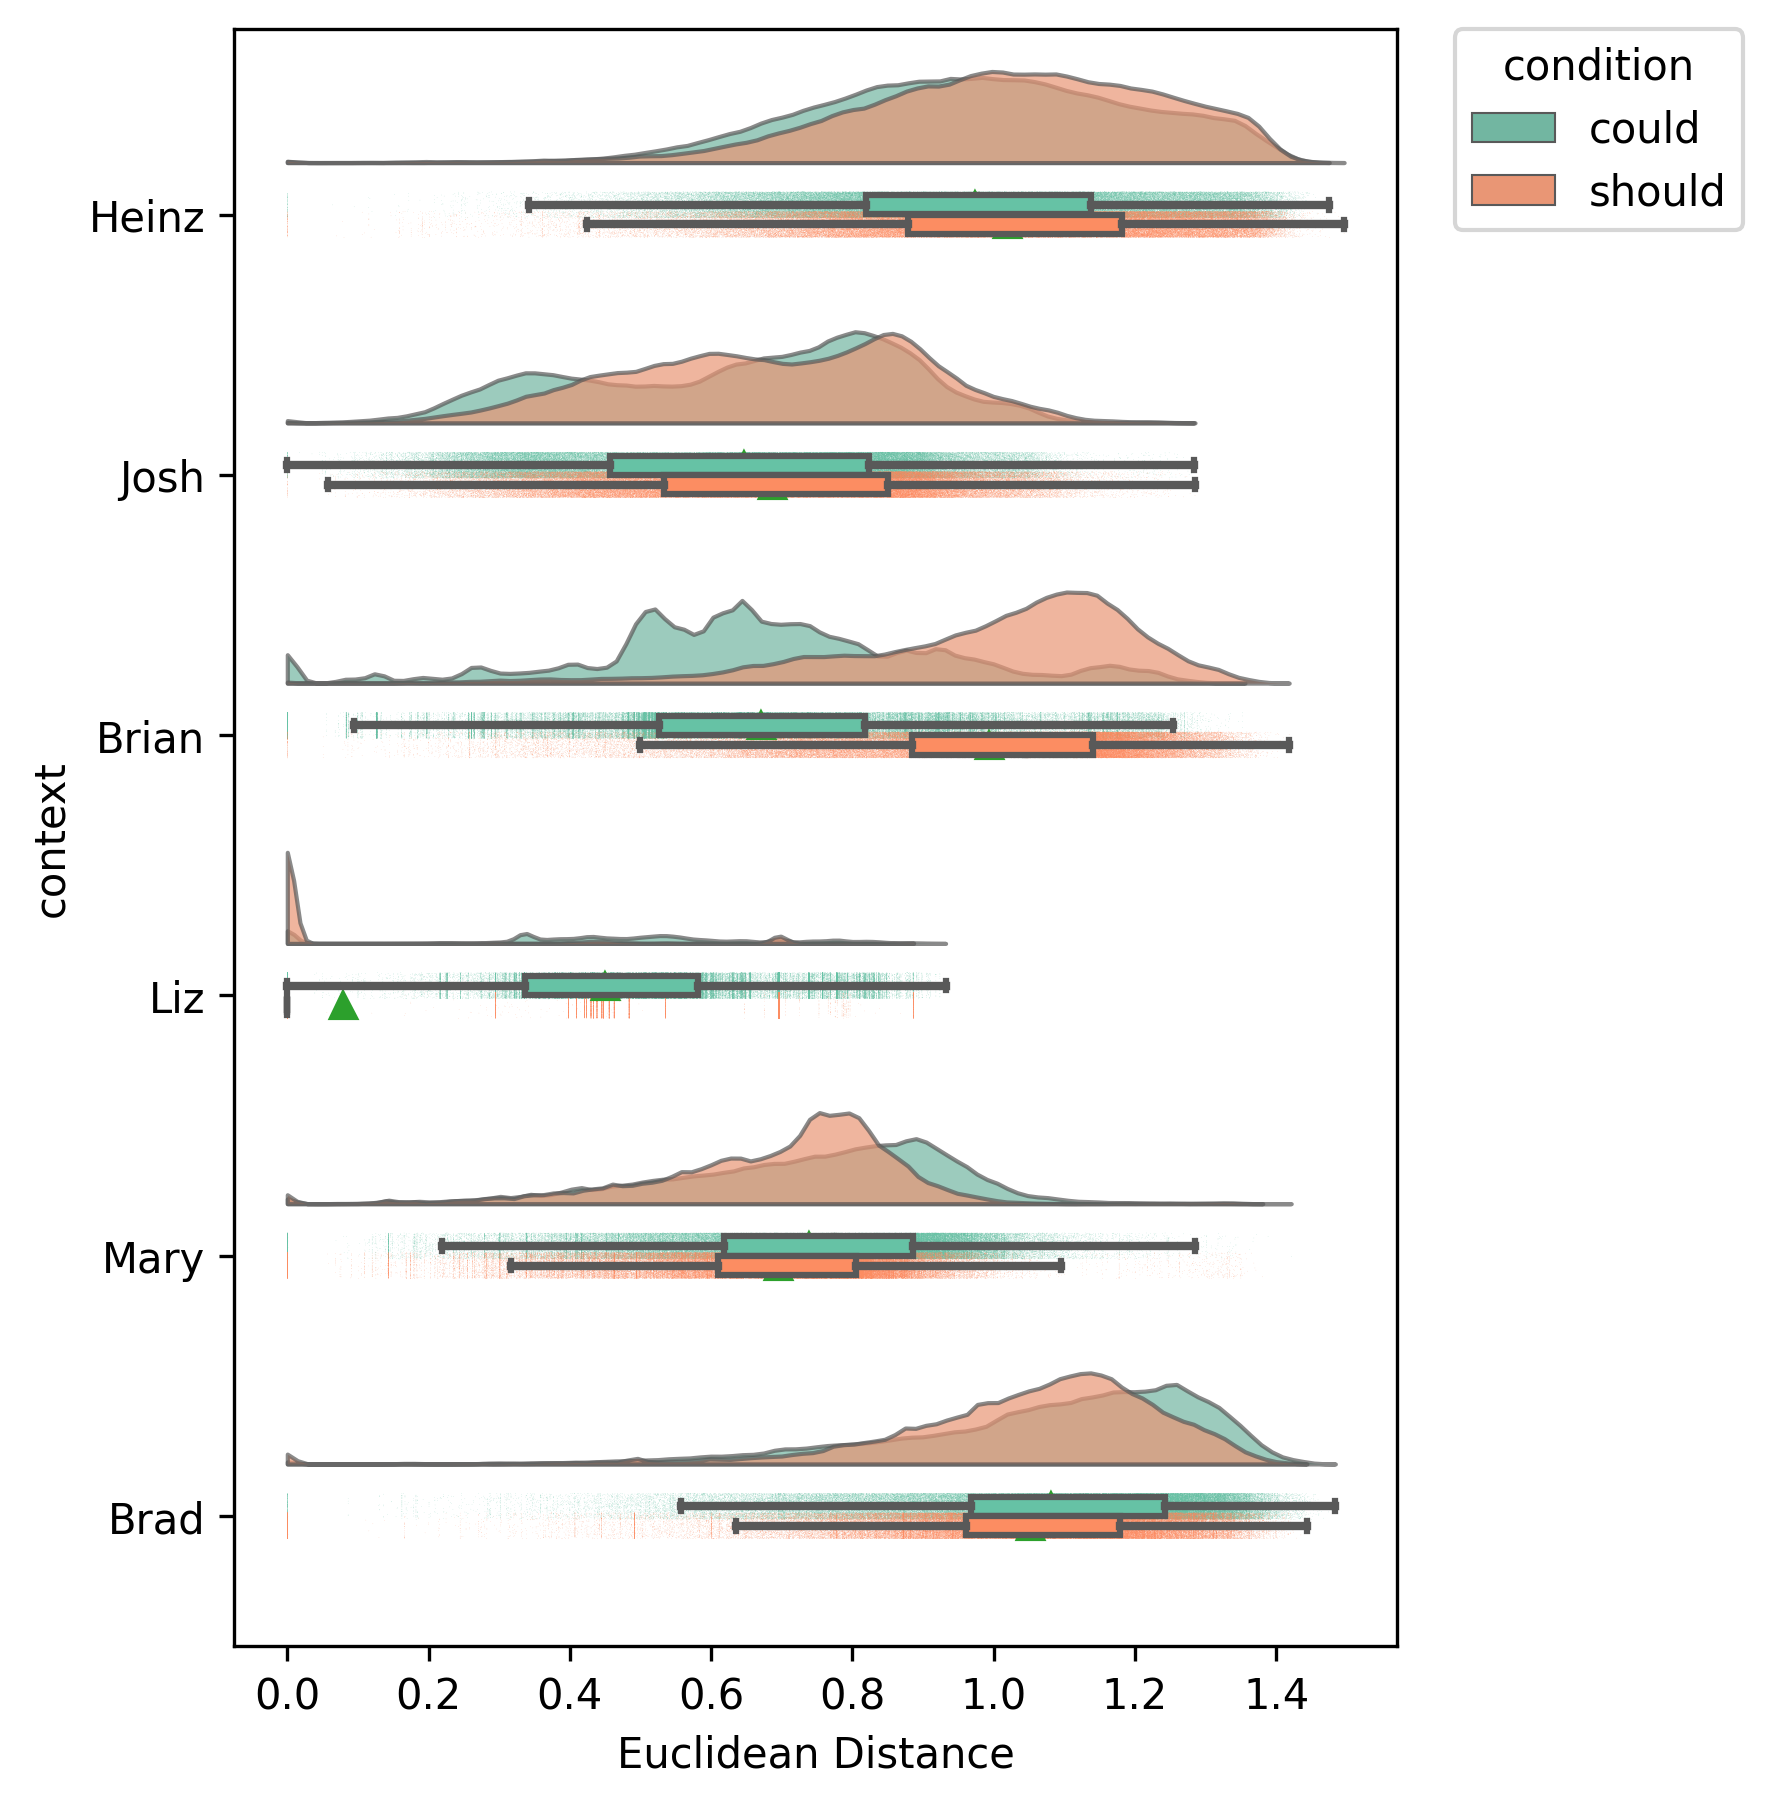 condition
could
should
Heinz
Josh
Brian
Liz
Mary
Brad
context
0.0 0.2 0.4 0.6 0.8 1.0 1.2 1.4
Euclidean Distance